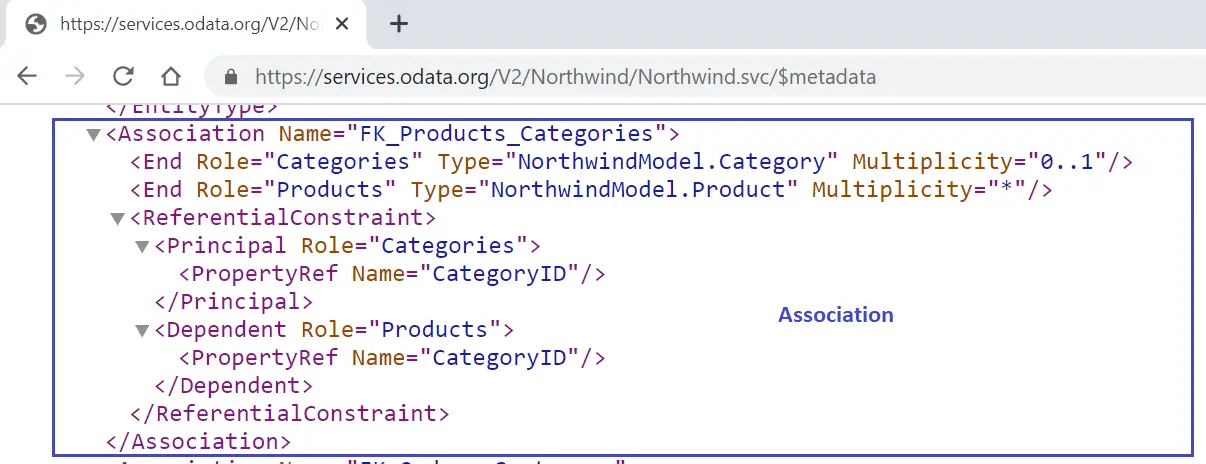 https://services.odata.org/V2/No
https://services.odata.org/V2/Northwind/Northwind.svc/$metadata
</EntityType>
<Association Name="FK_Products_Categories">
<End Role="Categories" Type="NorthwindModel.Category" Multiplicity="0..1"/>
<End Role="Products" Type="NorthwindModel.Product" Multiplicity="*"/>
<ReferentialConstraint>
<Principal Role="Categories">
<PropertyRef Name="CategoryID"/>
</Principal>
Association
<Dependent Role="Products">
<PropertyRef Name="CategoryID"/>
</Dependent>
</ReferentialConstraint>
</Association>